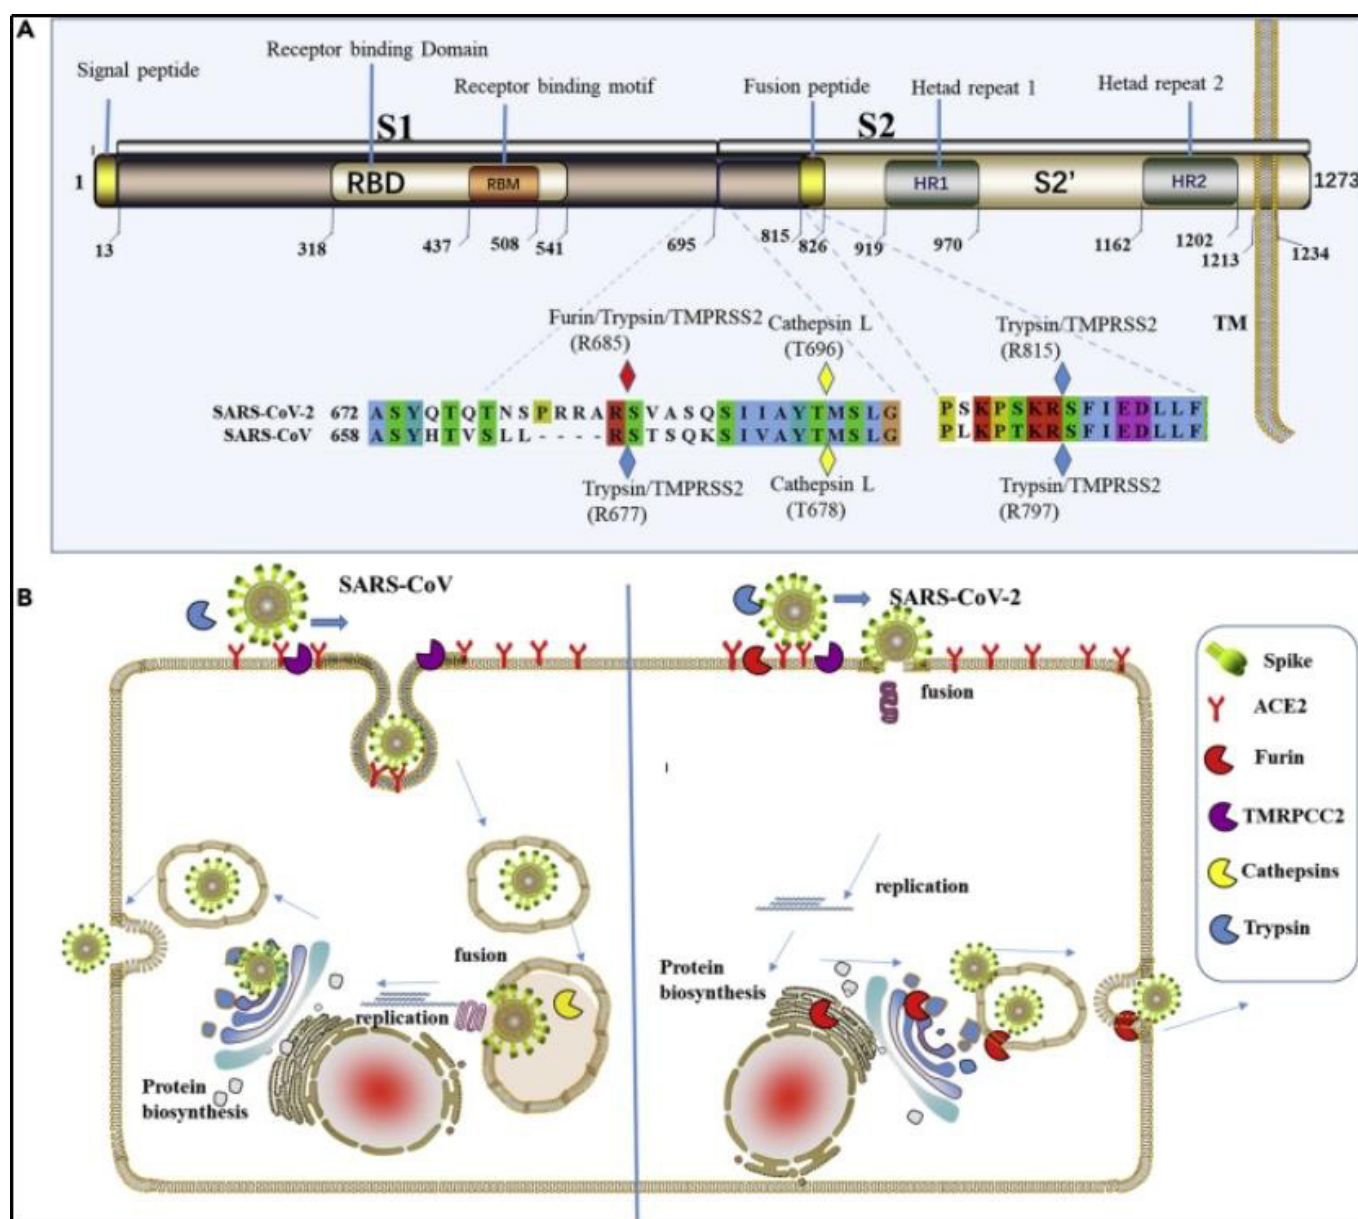 A
Receptor binding Domain
Signal peptide
Receptor binding motif
Fusion peptide
Hetad repeat 1
Hetad repeat 2
S1
S2
1
RBD
RBM
HR1
S2'
HR2
1273
13
318
437
508
541
695
815
826
919
970
1162
1202
1213
1234
TM
Furin/Trypsin/TMPRSS2
(R685)
Cathepsin L
(T696)
Trypsin/TMPRSS2
(R815)
SARS-CoV-2 672 A S Y Q T Q T N S P R R A R S V A S Q S I I A Y T M S L G P S K P S K R S F I E D L L F
SARS-CoV 658 A S Y H T V S L L - - - - R S T S Q K S I V A Y T M S L G P L K P T K R S F I E D L L F
Trypsin/TMPRSS2
(R677)
Cathepsin L
(T678)
Trypsin/TMPRSS2
(R797)
B
SARS-CoV
SARS-CoV-2
fusion
Spike
ACE2
Furin
TMRPCC2
Cathepsins
Trypsin
replication
fusion
replication
Protein
biosynthesis
Protein
biosynthesis